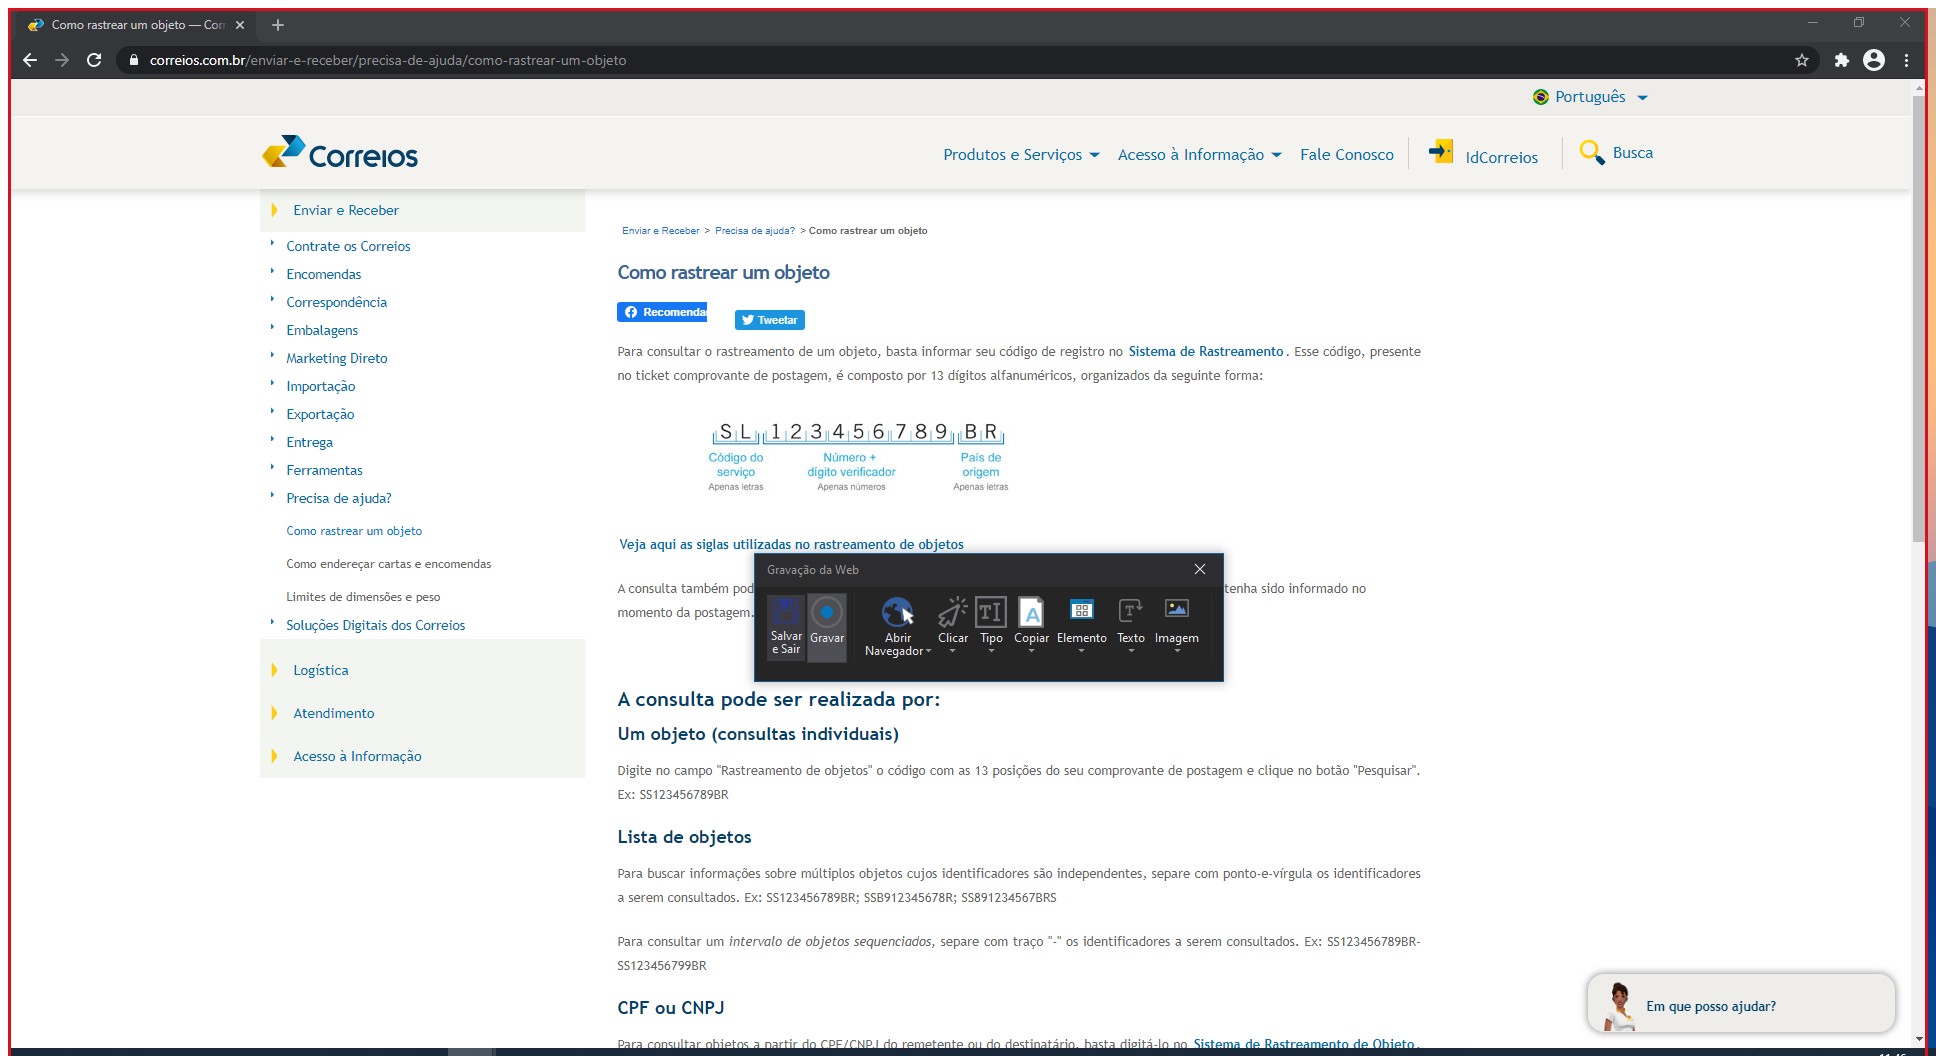 Como rastrear um objeto — Corr
correios.com.br/enviar-e-receber/precisa-de-ajuda/como-rastrear-um-objeto
Português
Correios
Produtos e Serviços
Acesso à Informação
Fale Conosco
IdCorreios
Busca
Enviar e Receber
Contrate os Correios
Encomendas
Correspondência
Embalagens
Marketing Direto
Importação
Exportação
Entrega
Ferramentas
Precisa de ajuda?
Como rastrear um objeto
Como endereçar cartas e encomendas
Limites de dimensões e peso
Soluções Digitais dos Correios
Logística
Atendimento
Acesso à Informação
Enviar e Receber > Precisa de ajuda? > Como rastrear um objeto
Como rastrear um objeto
Recomendar
Tweetar
Para consultar o rastreamento de um objeto, basta informar seu código de registro no Sistema de Rastreamento. Esse código, presente
no ticket comprovante de postagem, é composto por 13 dígitos alfanuméricos, organizados da seguinte forma:
SL 123456789 BR
Código do serviço
Apenas letras
Número + dígito verificador
Apenas números
País de origem
Apenas letras
Veja aqui as siglas utilizadas no rastreamento de objetos
A consulta também pod
tenha sido informado no
momento da postagem.
Gravação da Web
Salvar e Sair
Gravar
Abrir Navegador
Clicar
Tipo
Copiar
Elemento
Texto
Imagem
A consulta pode ser realizada por:
Um objeto (consultas individuais)
Digite no campo "Rastreamento de objetos" o código com as 13 posições do seu comprovante de postagem e clique no botão "Pesquisar".
Ex: SS123456789BR
Lista de objetos
Para buscar informações sobre múltiplos objetos cujos identificadores são independentes, separe com ponto-e-vírgula os identificadores
a serem consultados. Ex: SS123456789BR; SSB912345678R; SS891234567BRS
Para consultar um intervalo de objetos sequenciados, separe com traço "-" os identificadores a serem consultados. Ex: SS123456789BR-
SS123456799BR
CPF ou CNPJ
Para consultar objetos a partir do CPF/CNPJ do remetente ou do destinatário, basta digitá-lo no Sistema de Rastreamento de Objeto.
Em que posso ajudar?